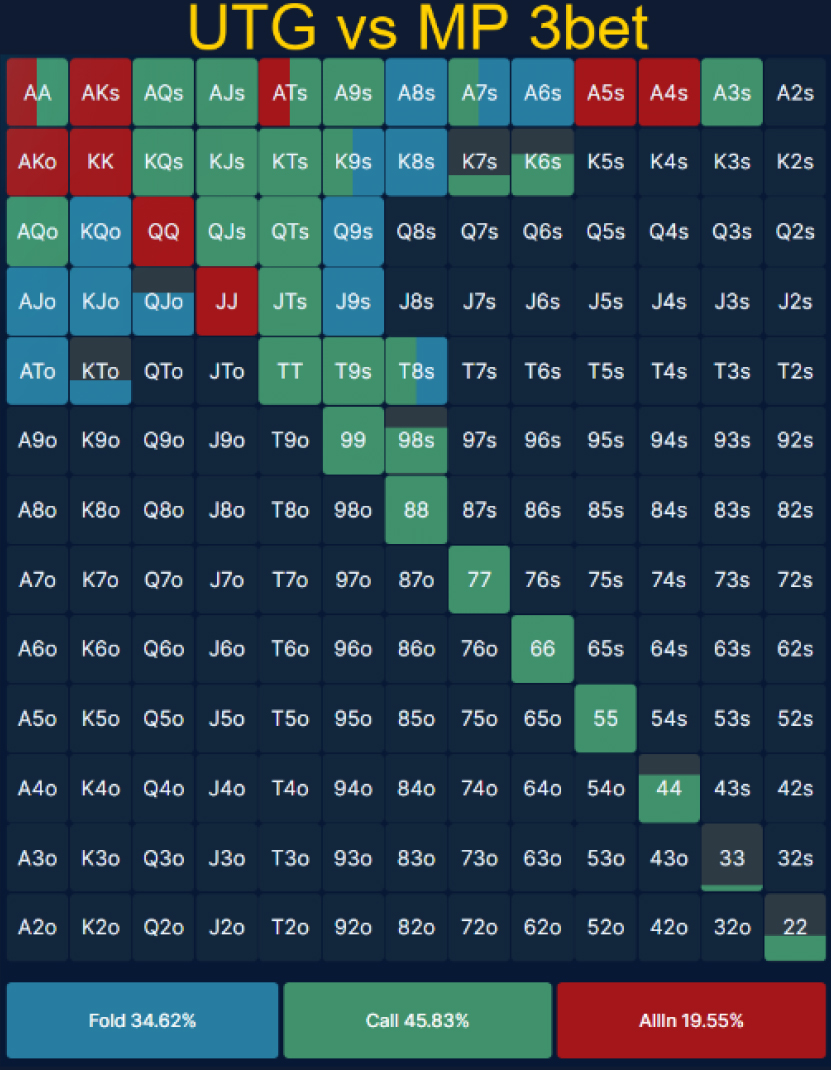 UTG vs MP 3bet
AA AKs AQs AJs ATs A9s A8s A7s A6s A5s A4s A3s A2s
AKo KK KQs KJs KTs K9s K8s K7s K6s K5s K4s K3s K2s
AQo KQo QQ QJs QTs Q9s Q8s Q7s Q6s Q5s Q4s Q3s Q2s
AJo KJo QJo JJ JTs J9s J8s J7s J6s J5s J4s J3s J2s
ATo KTo QTo JTo TT T9s T8s T7s T6s T5s T4s T3s T2s
A9o K9o Q9o J9o T9o 99 98s 97s 96s 95s 94s 93s 92s
A8o K8o Q8o J8o T8o 98o 88 87s 86s 85s 84s 83s 82s
A7o K7o Q7o J7o T7o 97o 87o 77 76s 75s 74s 73s 72s
A6o K6o Q6o J6o T6o 96o 86o 76o 66 65s 64s 63s 62s
A5o K5o Q5o J5o T5o 95o 85o 75o 65o 55 54s 53s 52s
A4o K4o Q4o J4o T4o 94o 84o 74o 64o 54o 44 43s 42s
A3o K3o Q3o J3o T3o 93o 83o 73o 63o 53o 43o 33 32s
A2o K2o Q2o J2o T2o 92o 82o 72o 62o 52o 42o 32o 22
Fold 34.62% Call 45.83% AllIn 19.55%